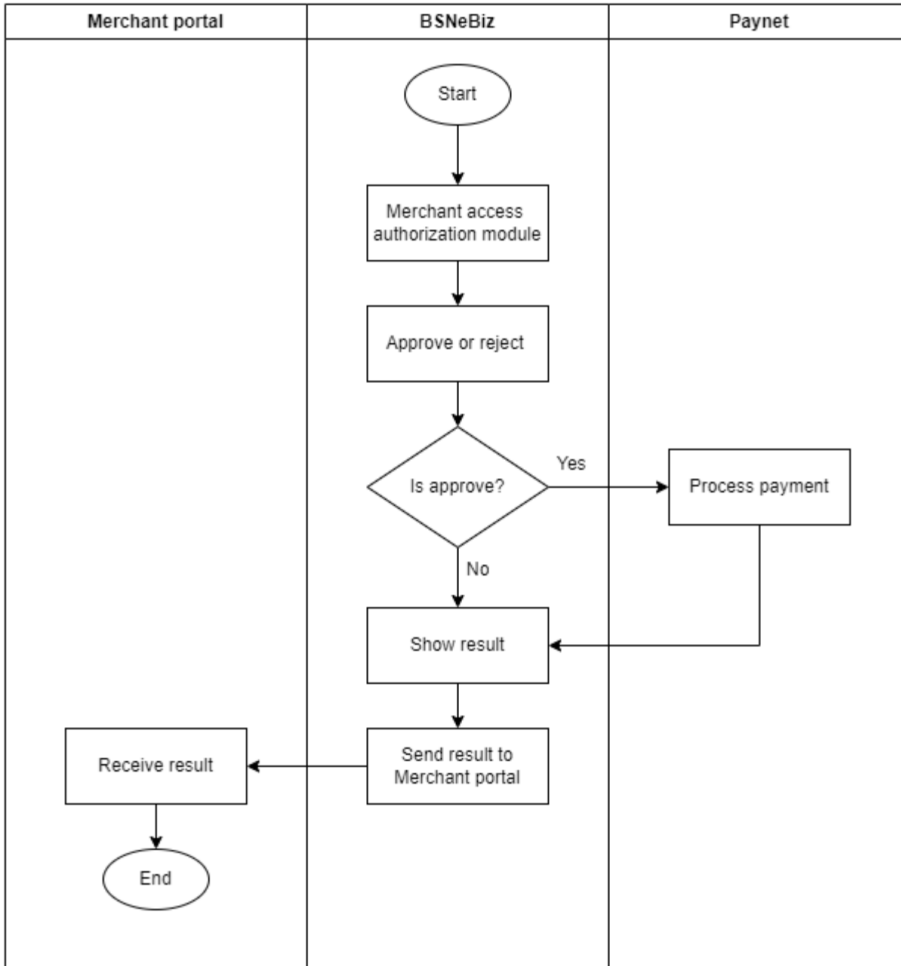 Merchant portal
BSNeBiz
Paynet
Start
Merchant access
authorization module
Approve or reject
Is approve?
Yes
Process payment
No
Show result
Send result to
Merchant portal
Receive result
End